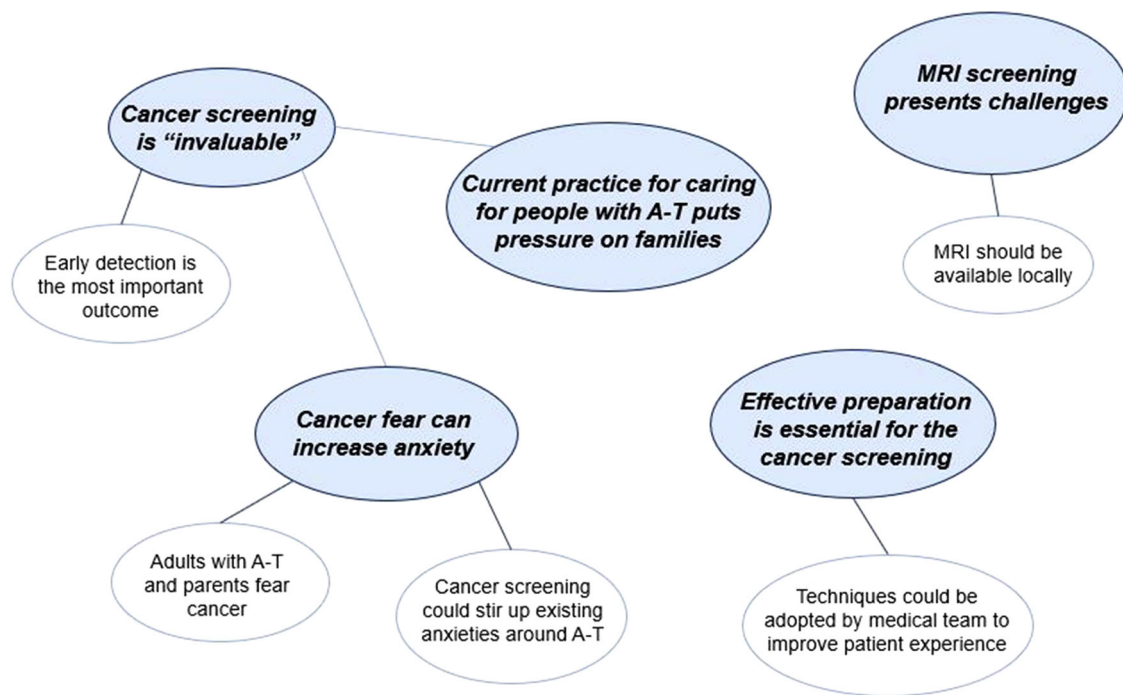 Cancer screening
is “invaluable”
MRI screening
presents challenges
Current practice for caring
for people with A-T puts
pressure on families
Early detection is
the most important
outcome
MRI should be
available locally
Cancer fear can
increase anxiety
Effective preparation
is essential for the
cancer screening
Adults with A-T
and parents fear
cancer
Cancer screening
could stir up existing
anxieties around A-T
Techniques could be
adopted by medical team to
improve patient experience